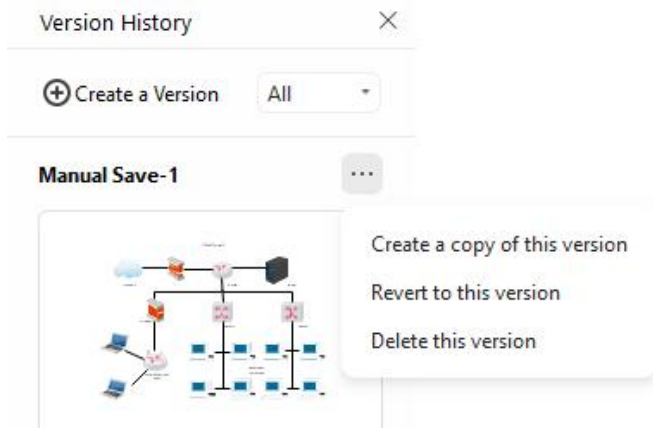 Version History
Create a Version
All
Manual Save-1
Create a copy of this version
Revert to this version
Delete this version